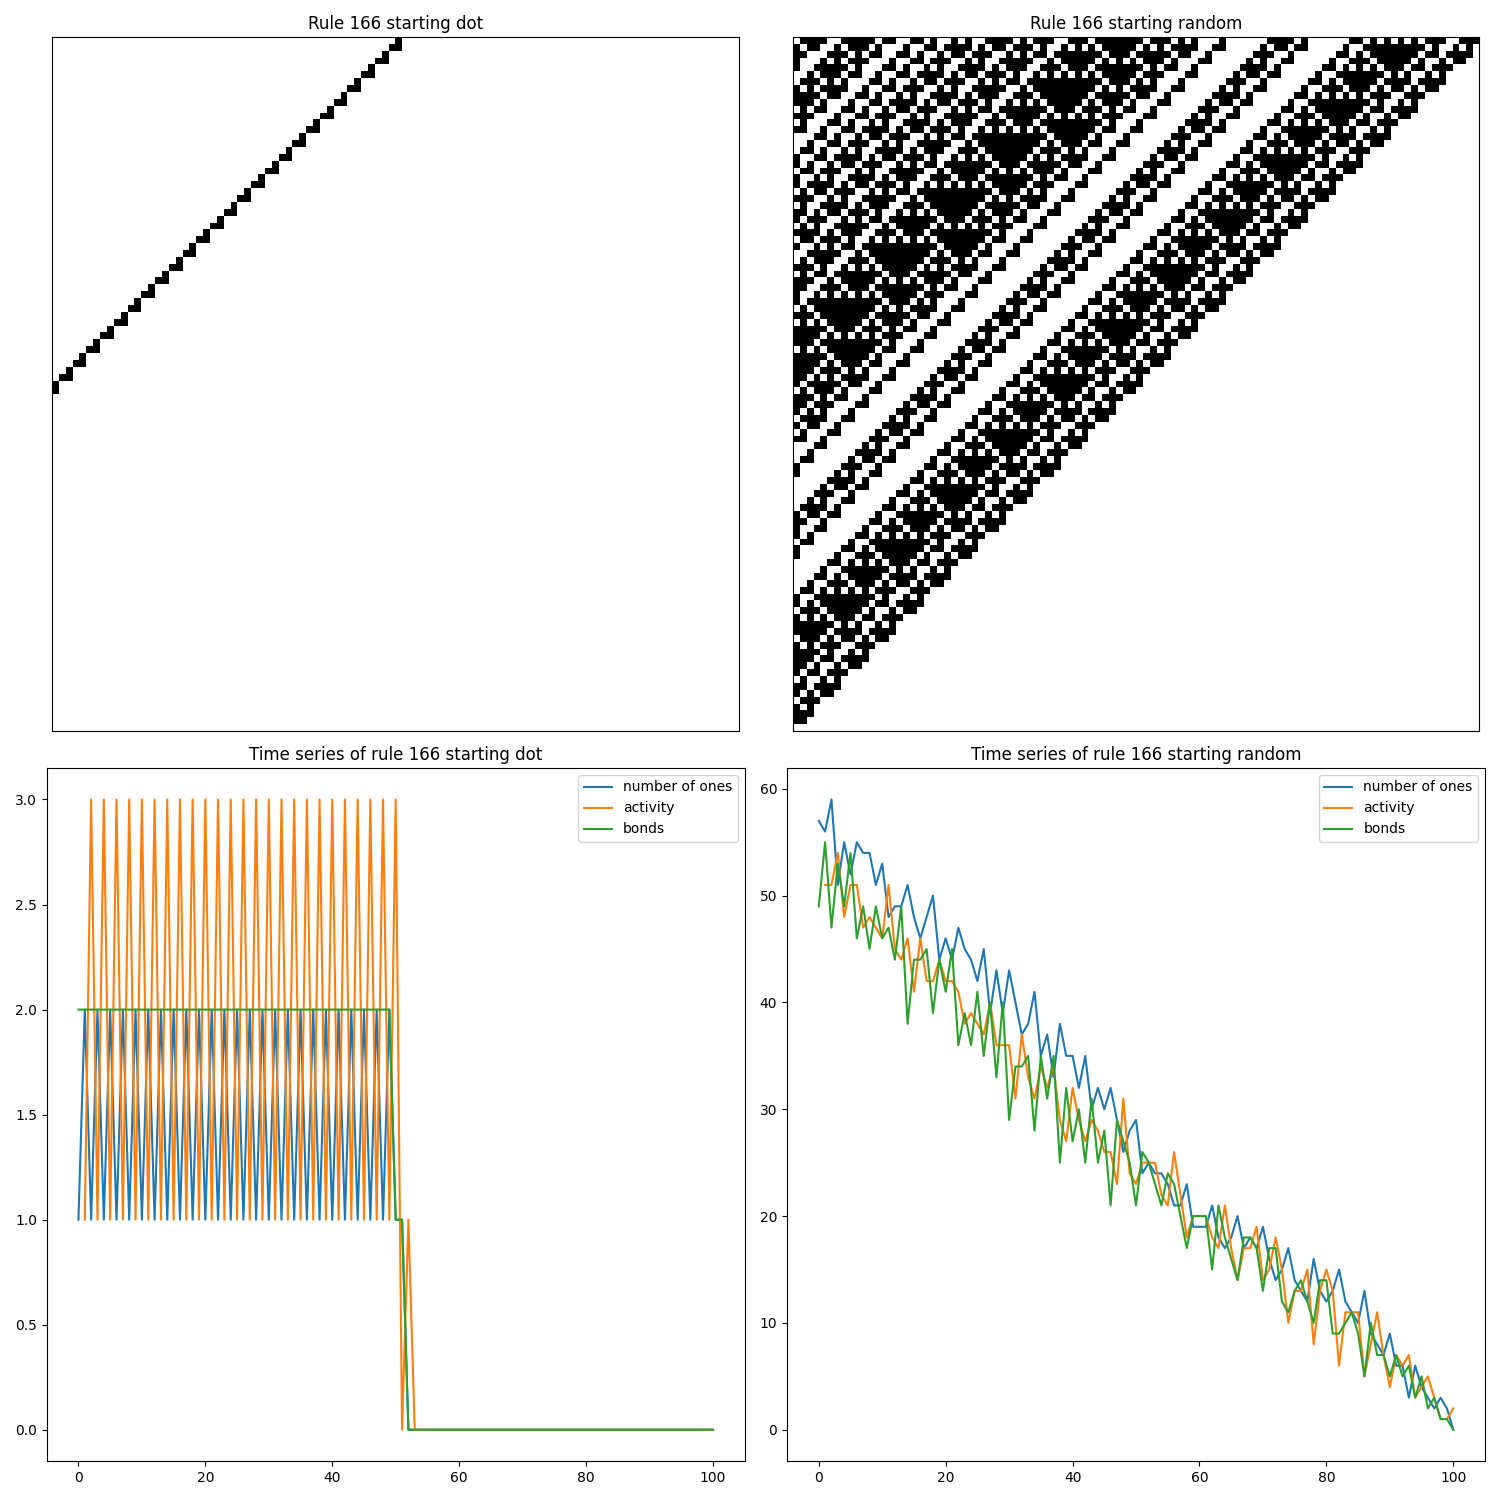 Rule 166 starting dot
Rule 166 starting random
Time series of rule 166 starting dot
3.0
2.5
2.0
1.5
1.0
0.5
0.0
0
20
40
60
80
100
number of ones
activity
bonds
Time series of rule 166 starting random
60
50
40
30
20
10
0
0
20
40
60
80
100
number of ones
activity
bonds